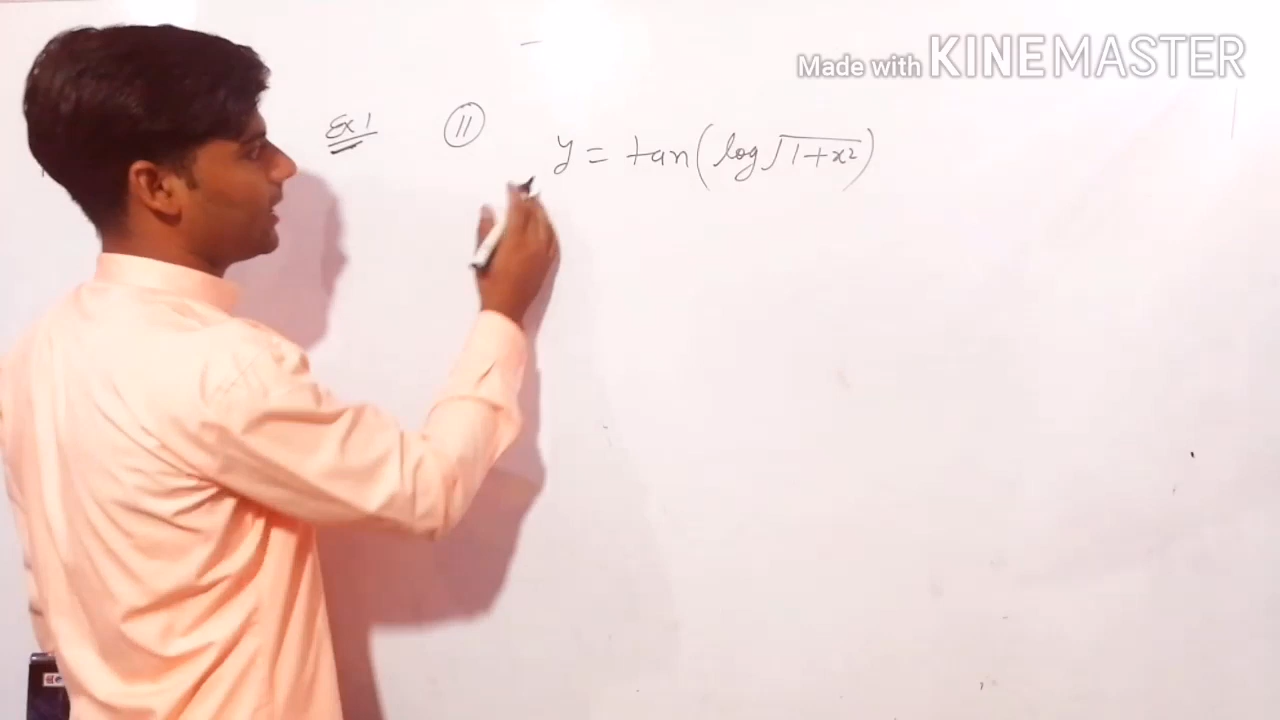 Made with KINEMASTER
Ex 1 (11) y = tan(log√1+x²)